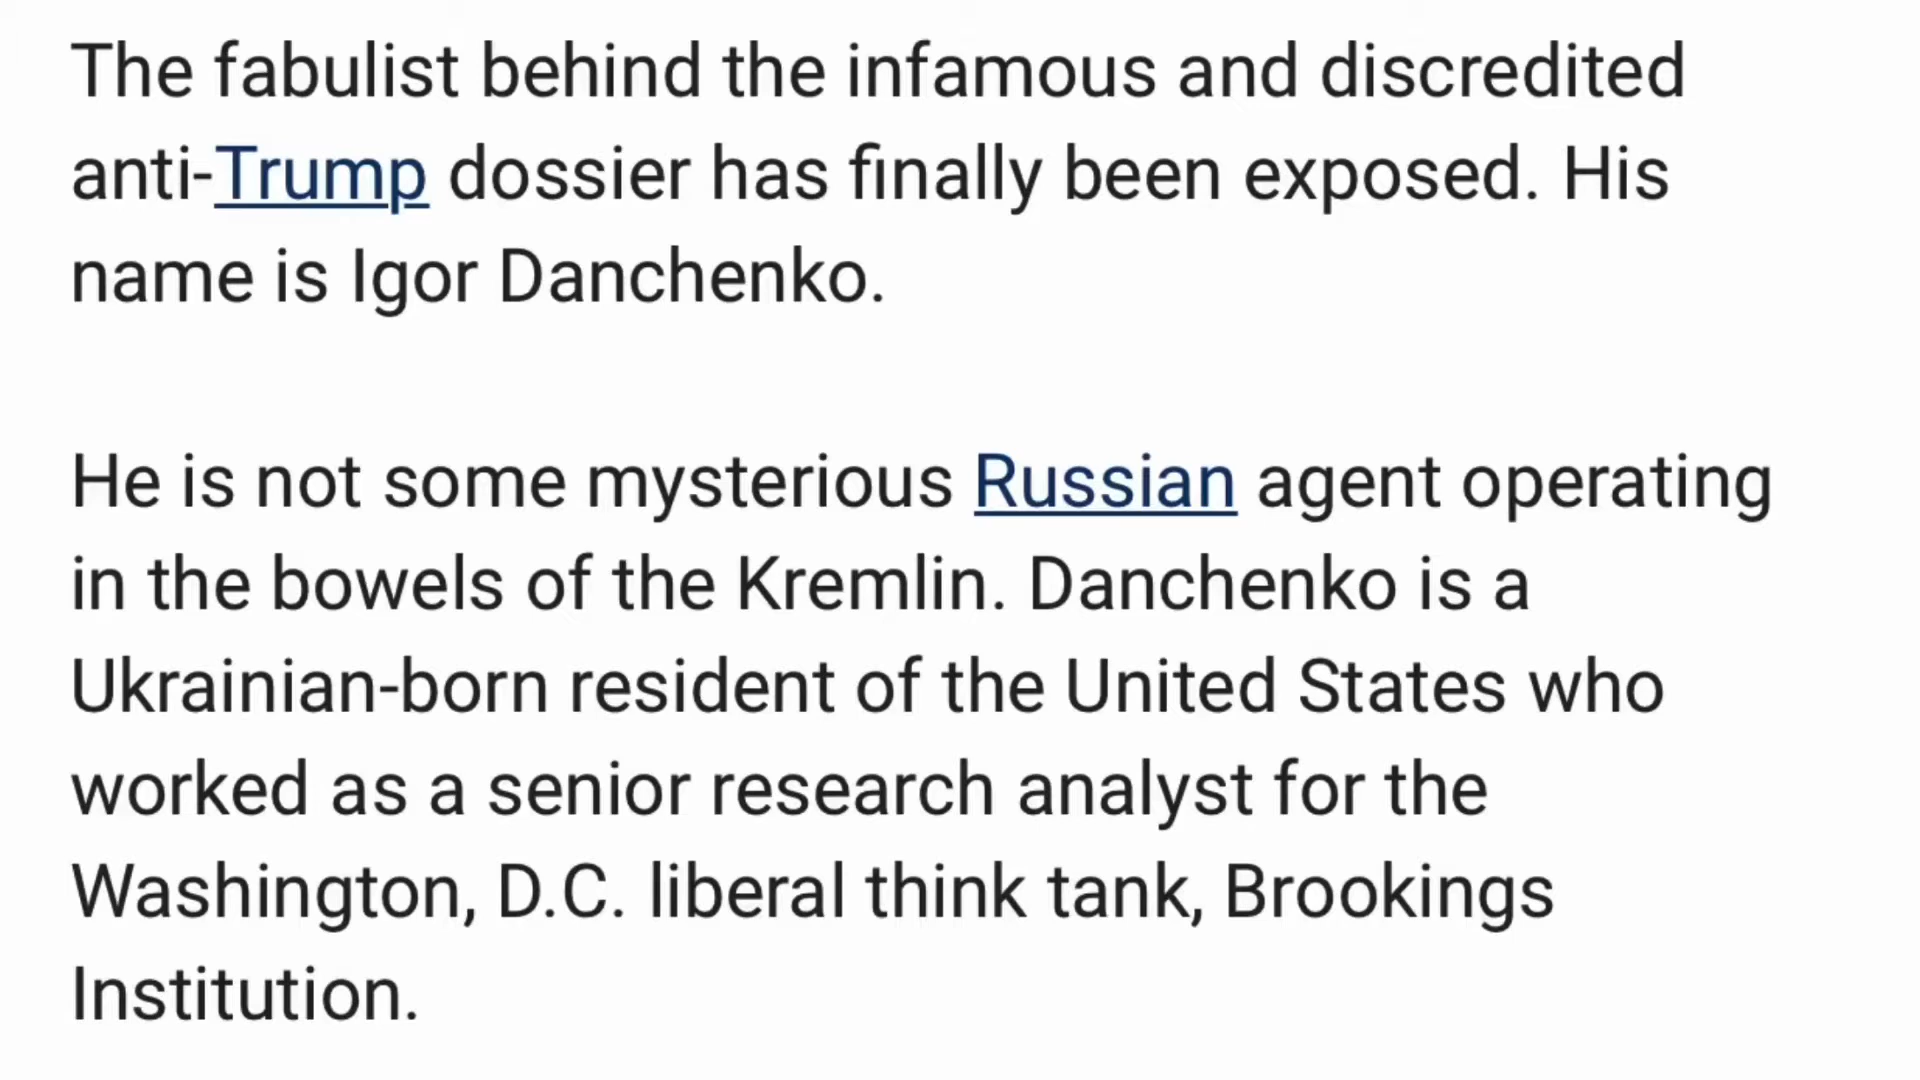 The fabulist behind the infamous and discredited
anti-Trump dossier has finally been exposed. His
name is Igor Danchenko.
He is not some mysterious Russian agent operating
in the bowels of the Kremlin. Danchenko is a
Ukrainian-born resident of the United States who
worked as a senior research analyst for the
Washington, D.C. liberal think tank, Brookings
Institution.